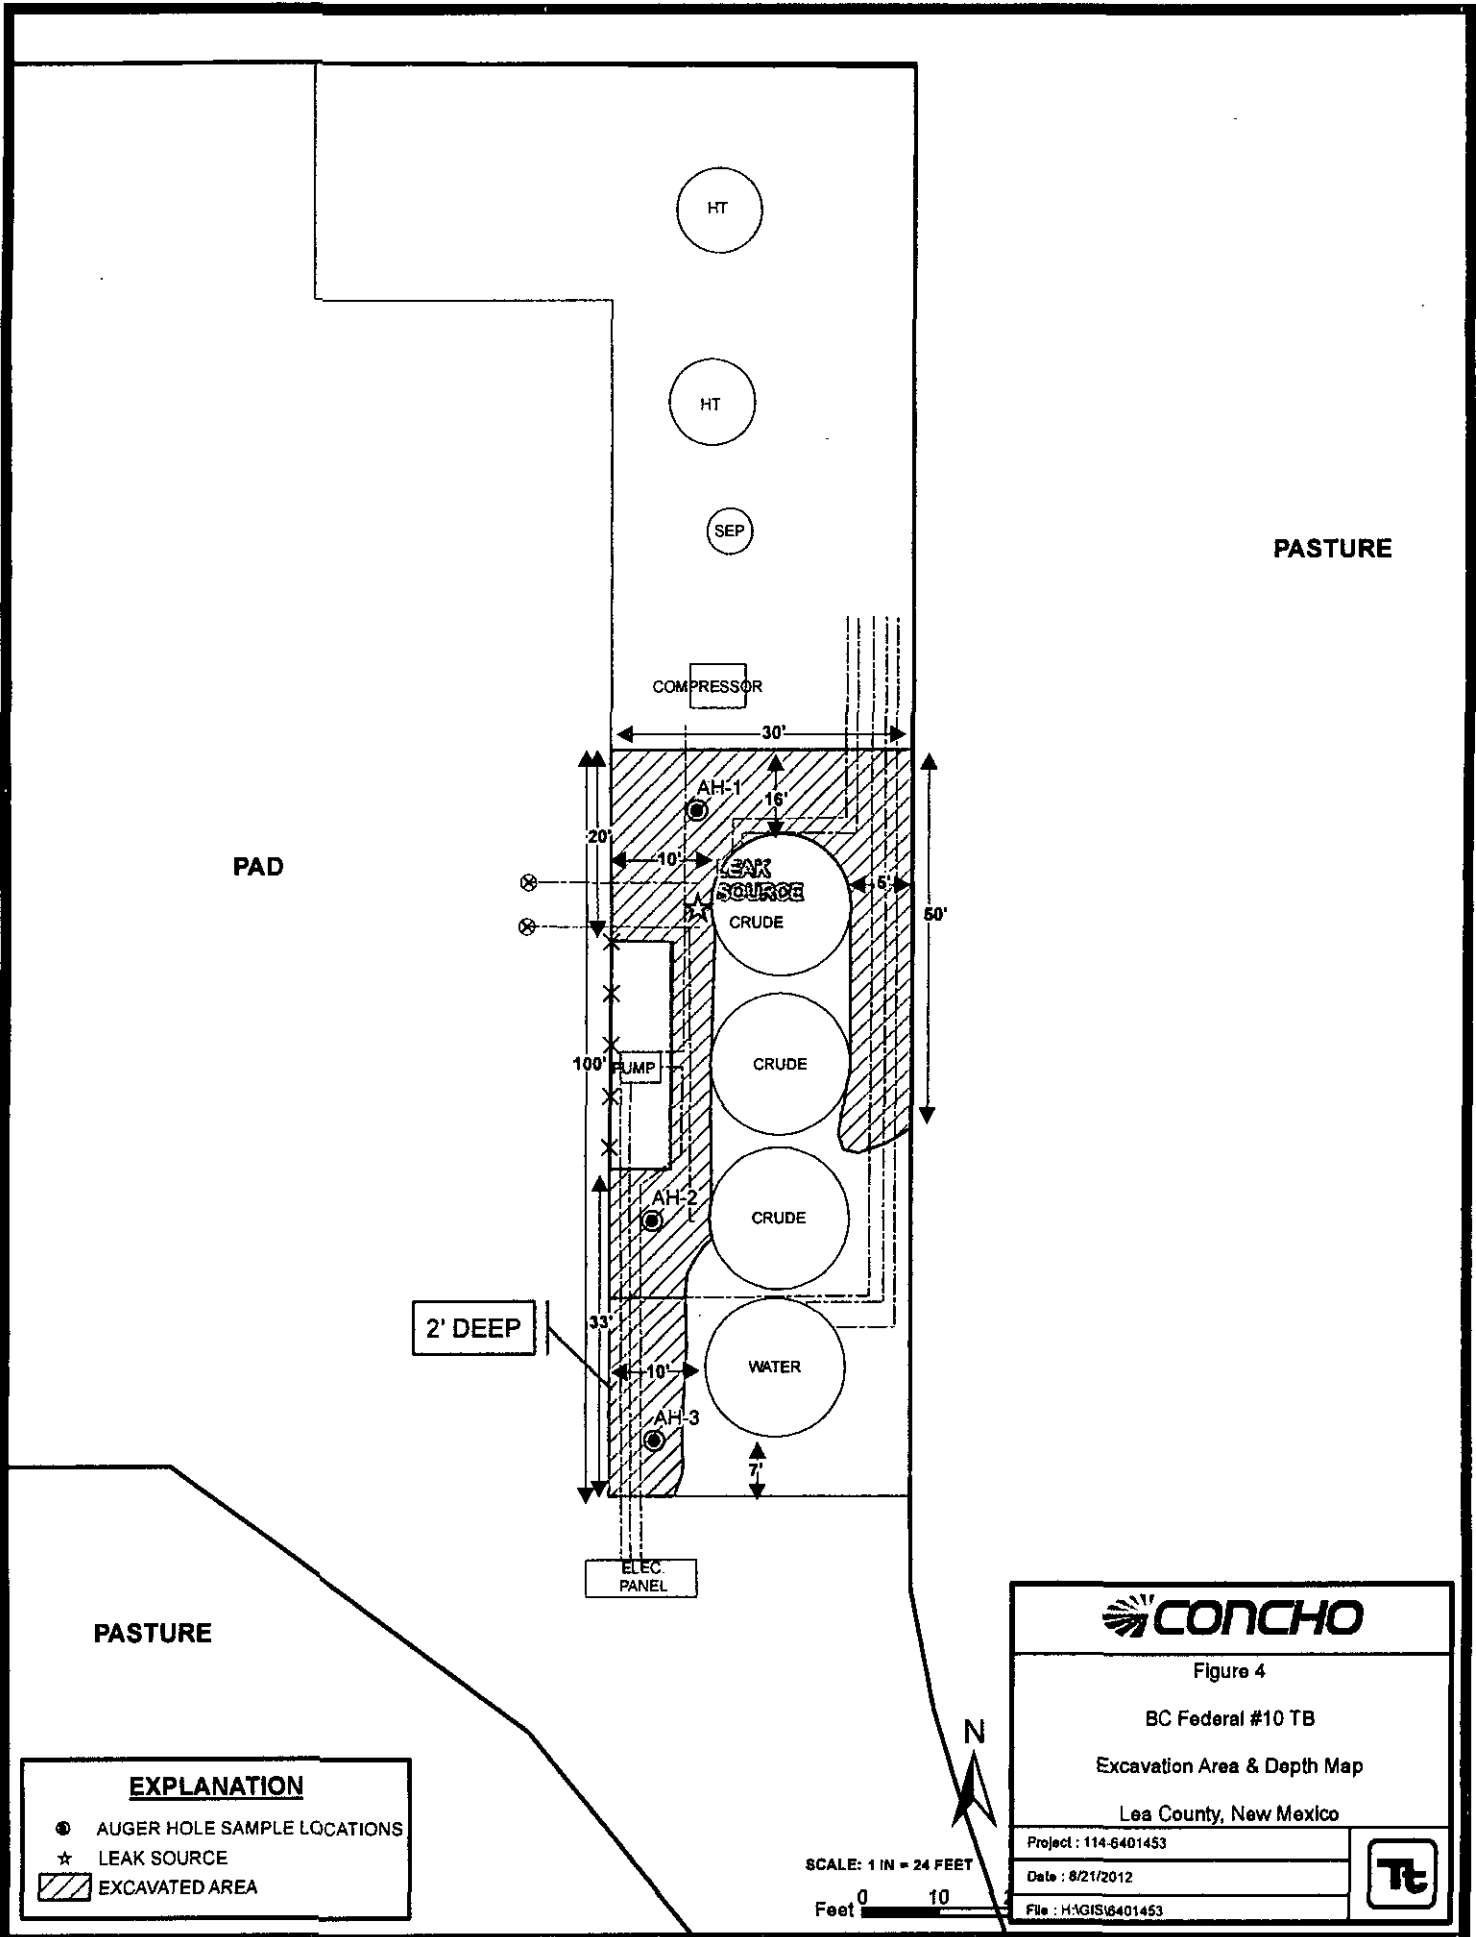 HT
HT
SEP
PASTURE
COMPRESSOR
30'
AH-1
16'
20'
10'
PAD
LEAK
SOURCE
5'
50'
CRUDE
100'
PUMP
CRUDE
AH-2
CRUDE
2' DEEP
33'
10'
WATER
AH-3
7'
ELEC.
PANEL
PASTURE
CONCHO
Figure 4
BC Federal #10 TB
Excavation Area & Depth Map
Lea County, New Mexico
Project : 114-6401453
Date : 8/21/2012
File : H:\GIS\6401453
Tt
N
EXPLANATION
AUGER HOLE SAMPLE LOCATIONS
LEAK SOURCE
EXCAVATED AREA
SCALE: 1 IN = 24 FEET
Feet 0 10